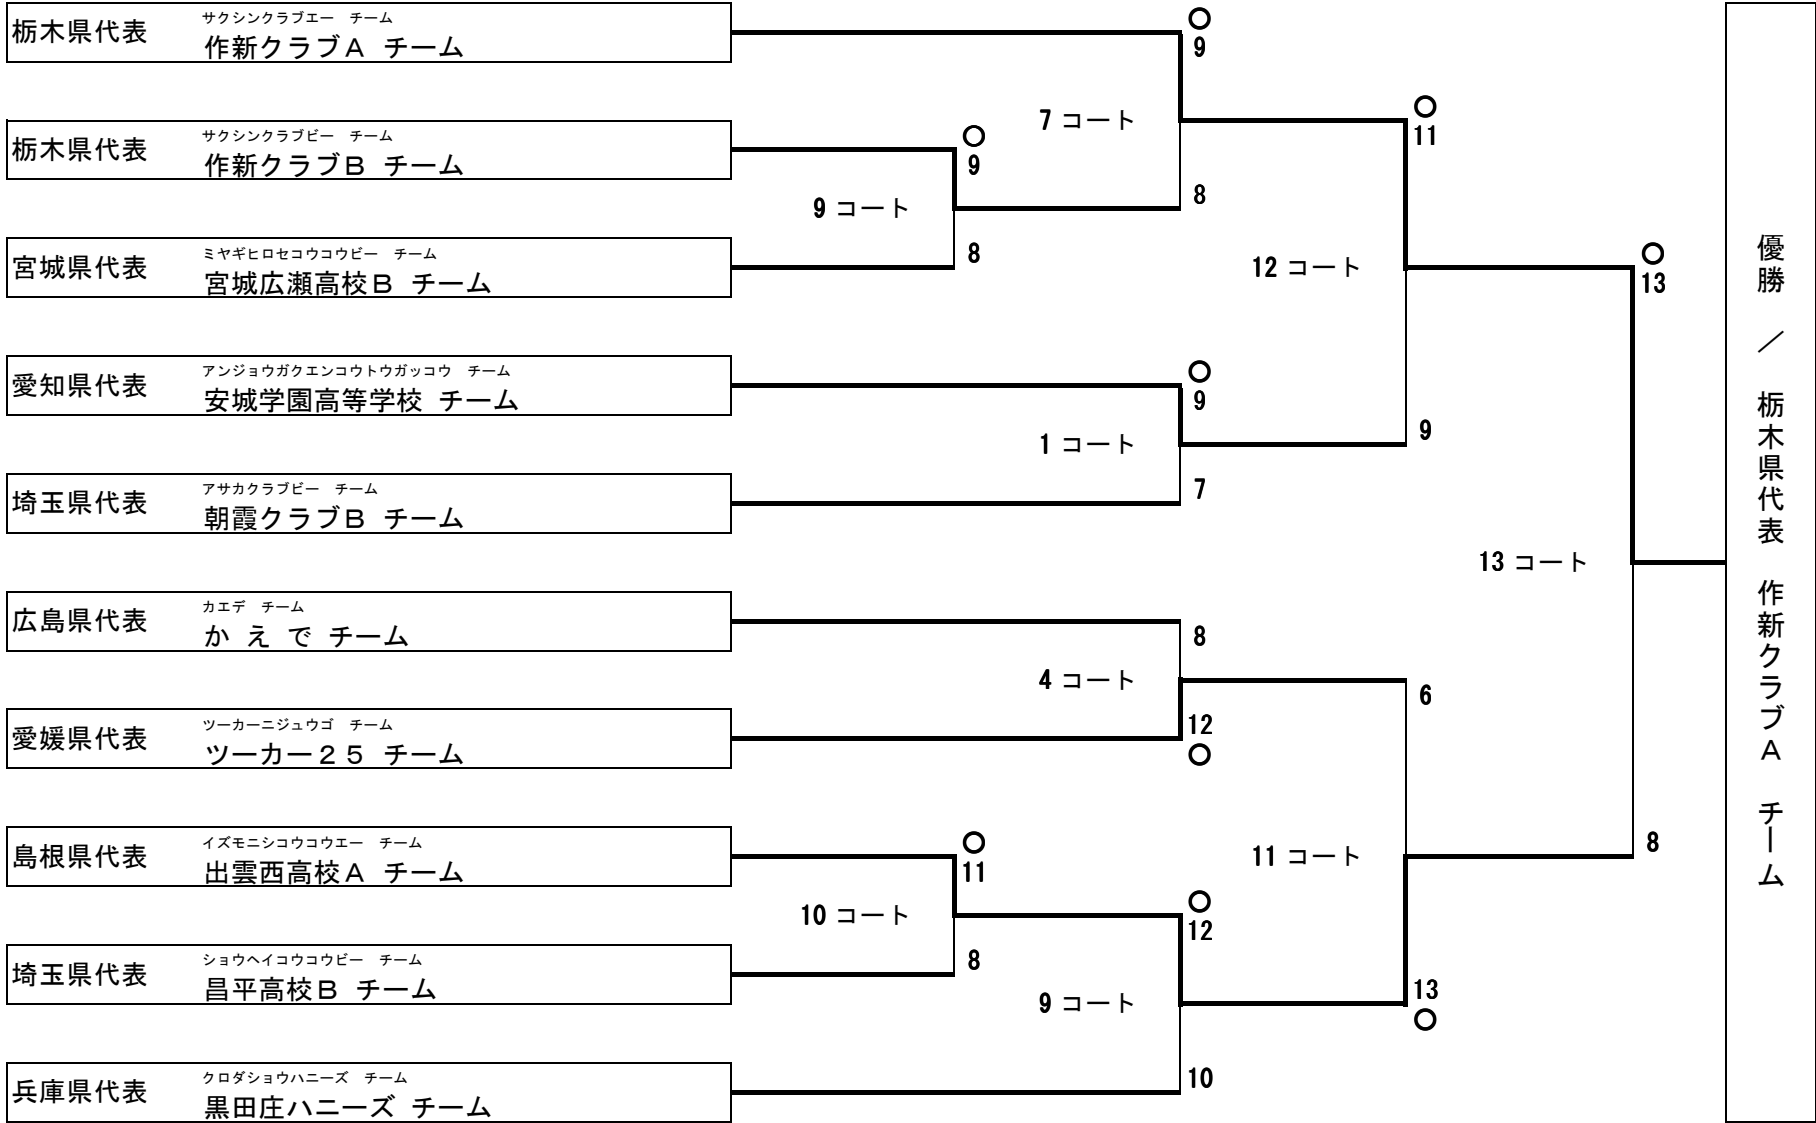 栃木県代表
サクシンクラブエー チーム
作新クラブA チーム
栃木県代表
サクシンクラブビー チーム
作新クラブB チーム
宮城県代表
ミヤギヒロセコウコウビー チーム
宮城広瀬高校B チーム
愛知県代表
アンジョウガクエンコウトウガッコウ チーム
安城学園高等学校 チーム
埼玉県代表
アサカクラブビー チーム
朝霞クラブB チーム
広島県代表
カエデ チーム
か え で チーム
愛媛県代表
ツーカーニジュウゴ チーム
ツーカー25 チーム
島根県代表
イズモニシコウコウエー チーム
出雲西高校A チーム
埼玉県代表
ショウヘイコウコウビー チーム
昌平高校B チーム
兵庫県代表
クロダショウハニーズ チーム
黒田庄ハニーズ チーム
9
9 コート
8
11
10 コート
8
9
7 コート
8
9
1 コート
7
8
4 コート
12
12
9 コート
10
11
12 コート
9
6
11 コート
13
13
13 コート
8
優勝 / 栃木県代表 作新クラブA チーム